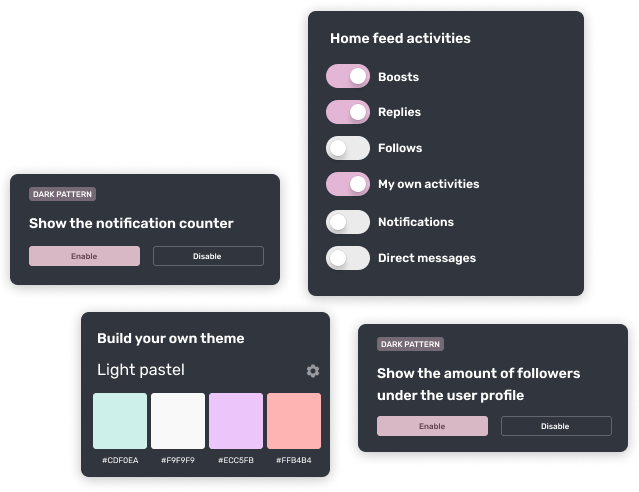 Home feed activities
Boosts
Replies
Follows
My own activities
Notifications
Direct messages
DARK PATTERN
Show the notification counter
Enable
Disable
Build your own theme
Light pastel
#CDF0EA
#F9F9F9
#ECC5FB
#FFB4B4
DARK PATTERN
Show the amount of followers
under the user profile
Enable
Disable